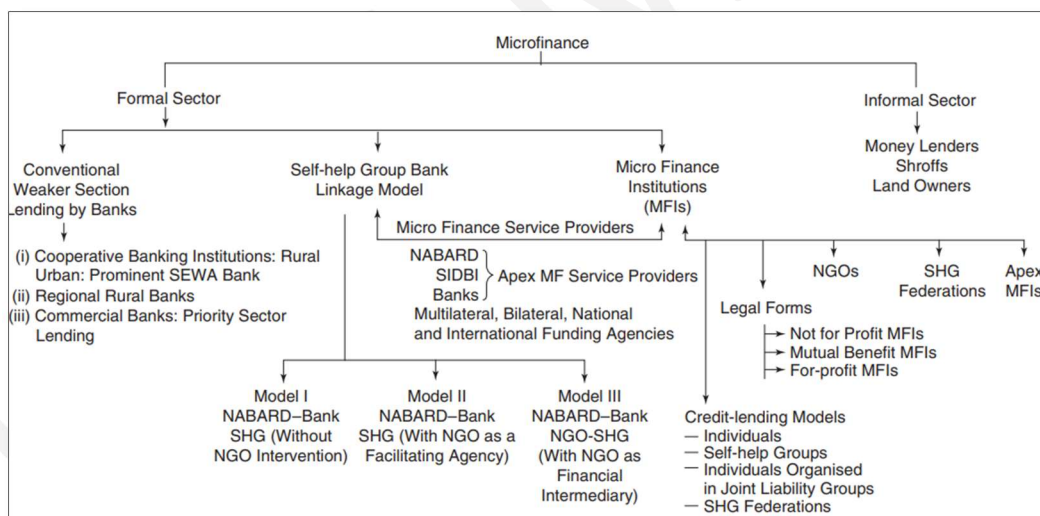 Microfinance
Formal Sector
Informal Sector
Money Lenders
Shroffs
Land Owners
Conventional
Weaker Section
Lending by Banks
(i) Cooperative Banking Institutions: Rural
Urban: Prominent SEWA Bank
(ii) Regional Rural Banks
(iii) Commercial Banks: Priority Sector
Lending
Self-help Group Bank
Linkage Model
Micro Finance
Institutions
(MFIs)
Micro Finance Service Providers
NABARD
SIDBI
Banks
Apex MF Service Providers
Multilateral, Bilateral, National
and International Funding Agencies
NGOs
SHG
Federations
Apex
MFIs
Legal Forms
Not for Profit MFIs
Mutual Benefit MFIs
For-profit MFIs
Model I
NABARD–Bank
SHG (Without
NGO Intervention)
Model II
NABARD–Bank
SHG (With NGO as a
Facilitating Agency)
Model III
NABARD–Bank
NGO-SHG
(With NGO as
Financial
Intermediary)
Credit-lending Models
— Individuals
— Self-help Groups
— Individuals Organised
in Joint Liability Groups
— SHG Federations